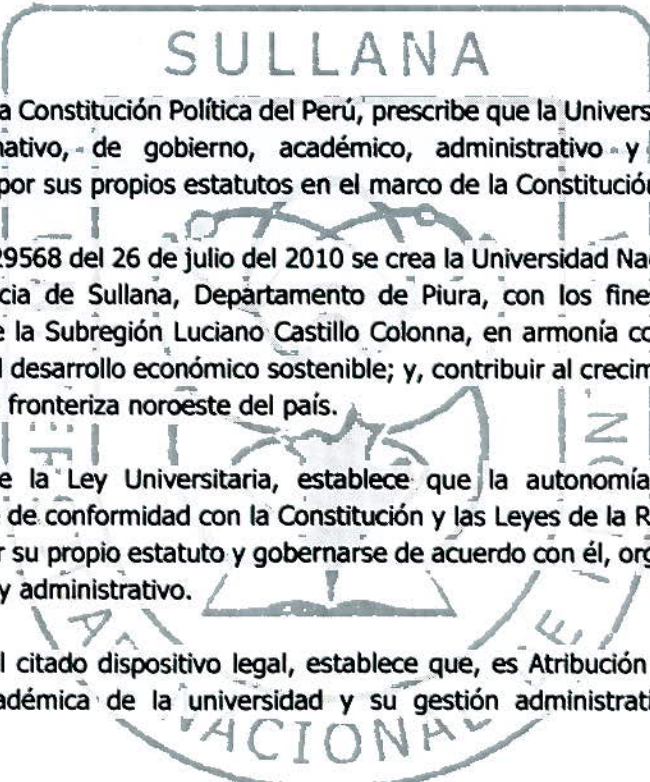 SULLANA
a Constitución Política del Perú, prescribe que la Univers
nativo, de gobierno, académico, administrativo y
por sus propios estatutos en el marco de la Constitución
29568 del 26 de julio del 2010 se crea la Universidad Na
cia de Sullana, Departamento de Piura, con los fine
e la Subregión Luciano Castillo Colonna, en armonía co
l desarrollo económico sostenible; y, contribuir al crecim
fronteriza noroeste del país.
e la Ley Universitaria, establece que la autonomía
de conformidad con la Constitución y las Leyes de la R
r su propio estatuto y gobernarse de acuerdo con él, org
y administrativo.
l citado dispositivo legal, establece que, es Atribución
adémica de la universidad y su gestión administrati
NACIONAL